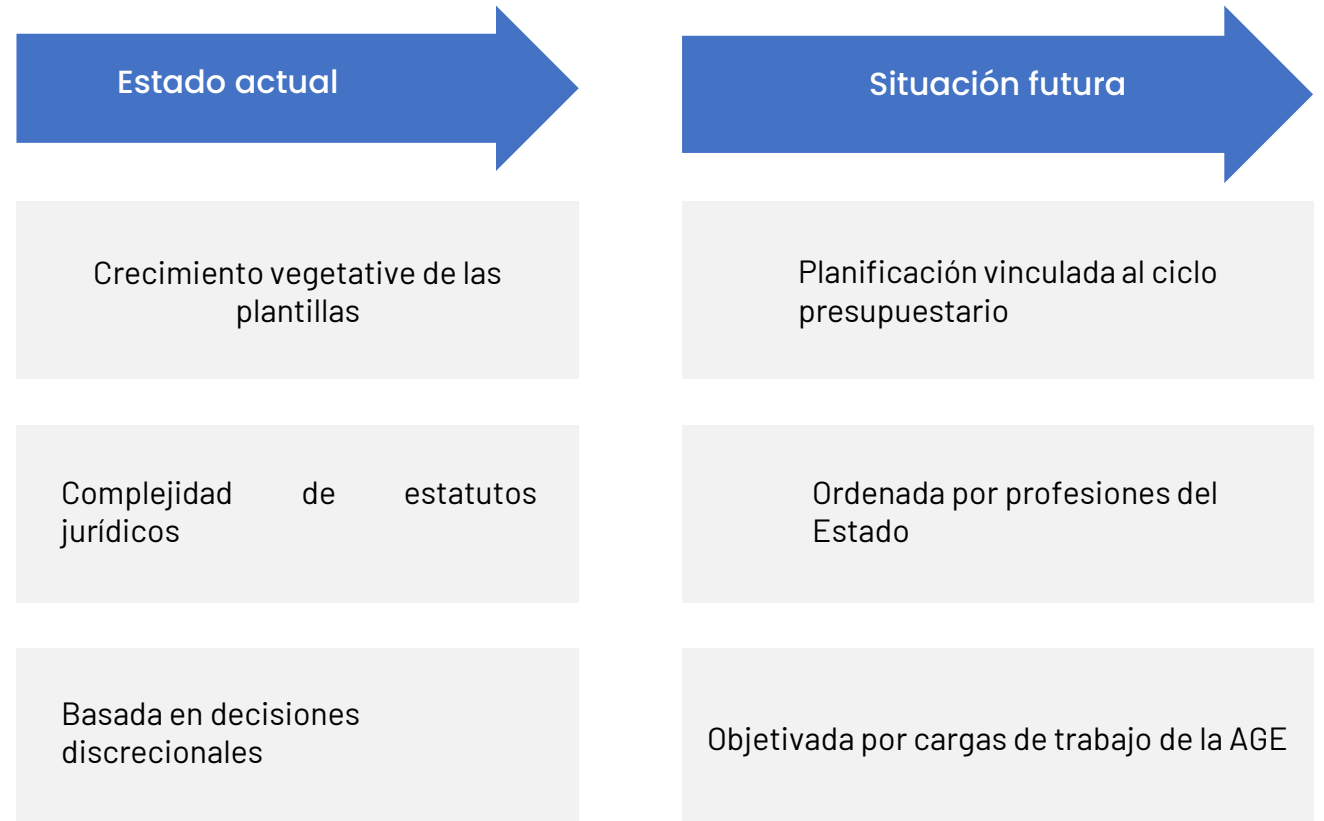 Estado actual
Situación futura
Crecimiento vegetative de las
plantillas
Planificación vinculada al ciclo
presupuestario
Complejidad de estatutos
jurídicos
Ordenada por profesiones del
Estado
Basada en decisiones
discrecionales
Objetivada por cargas de trabajo de la AGE